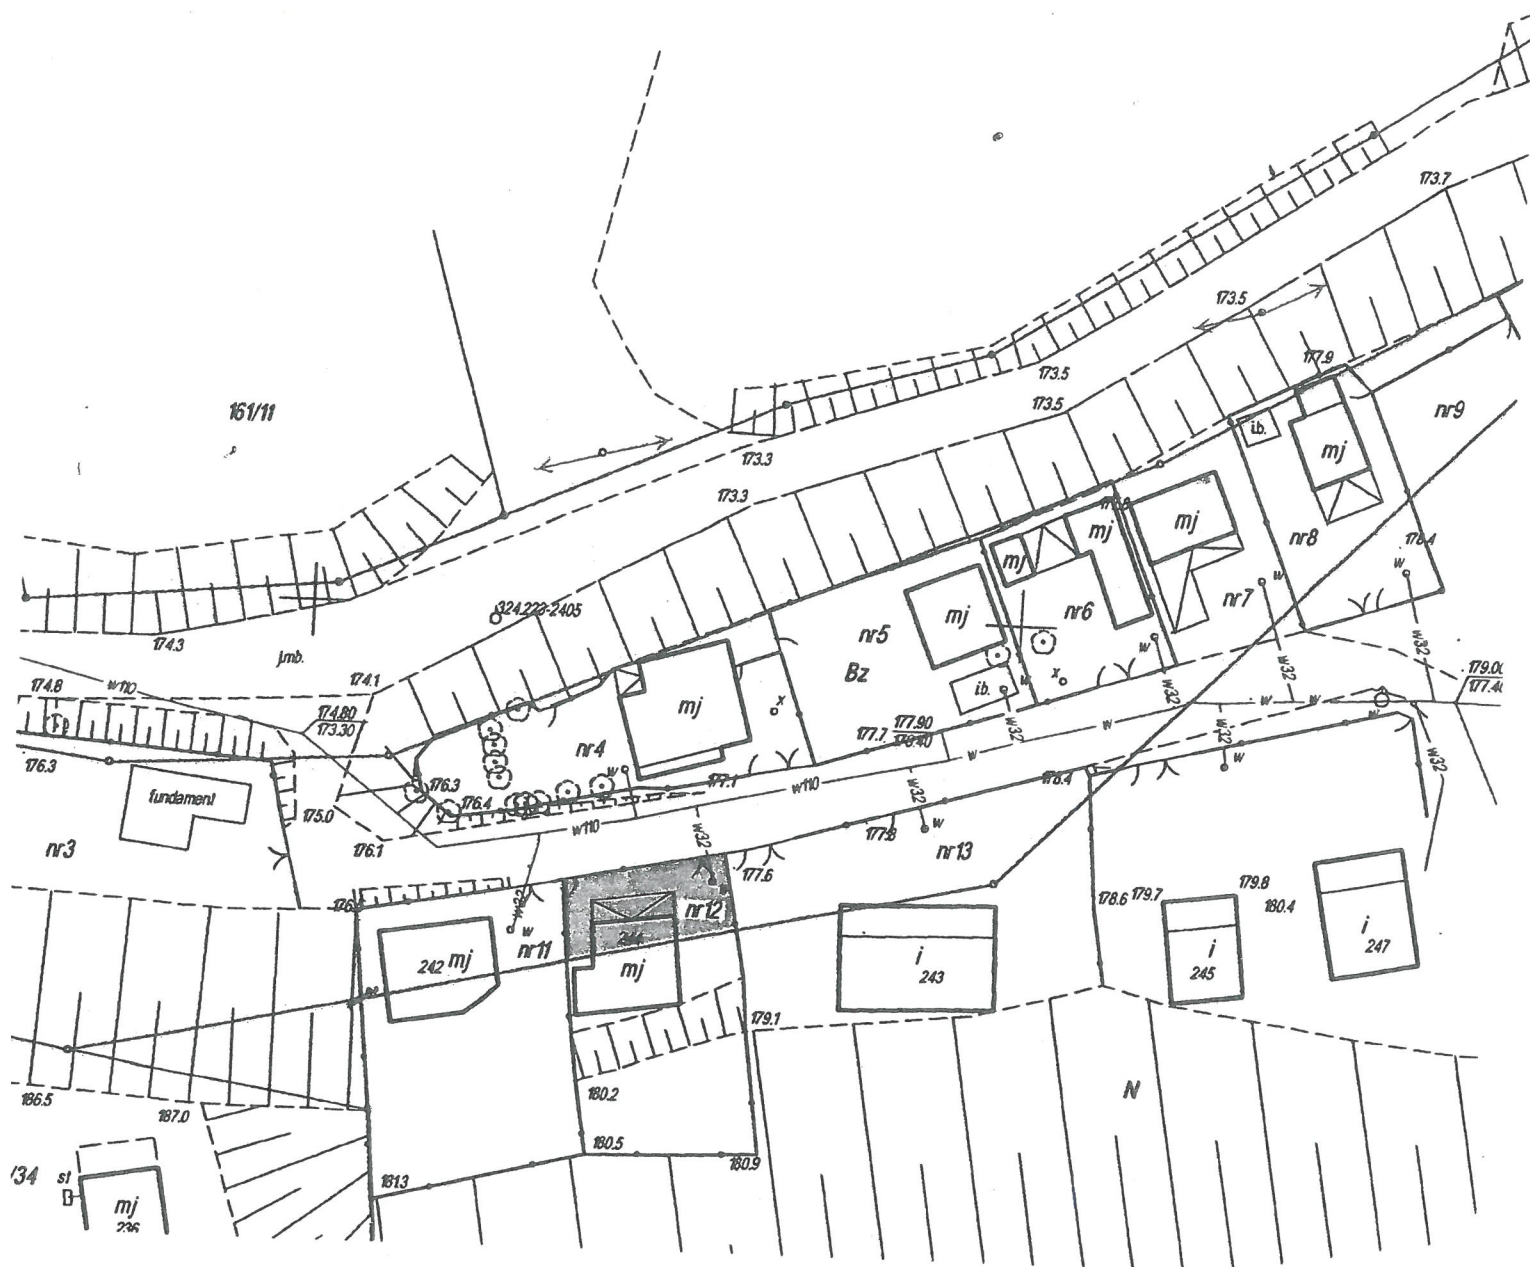 173.7
173.5
177.9
161/11
173.5
173.5
nr9
i.b.
mj
173.3
173.3
mj
mj
178.4
nr8
mj
w
w
324.223-2405
nr7
nr6
nr5
mj
174.3
w
jmb.
Bz
w32
w32
179.00
177.40
w110
174.1
174.8
x
w
i.b.
w32
w
174.80
173.30
mj
x
177.90
w
w
w32
176.3
nr4
177.7
w32
w
w
w
176.3
177.1
w110
178.4
w32
fundament
176.4
175.0
w32
w
w110
w32
177.8
nr3
176.1
nr13
177.6
178.6
179.7
179.8
180.4
176.
w32
nr12
w
nr11
244
i
247
242
mj
mj
i
243
i
245
179.1
186.5
187.0
180.2
N
180.5
180.9
/34
st
181.3
mj
236